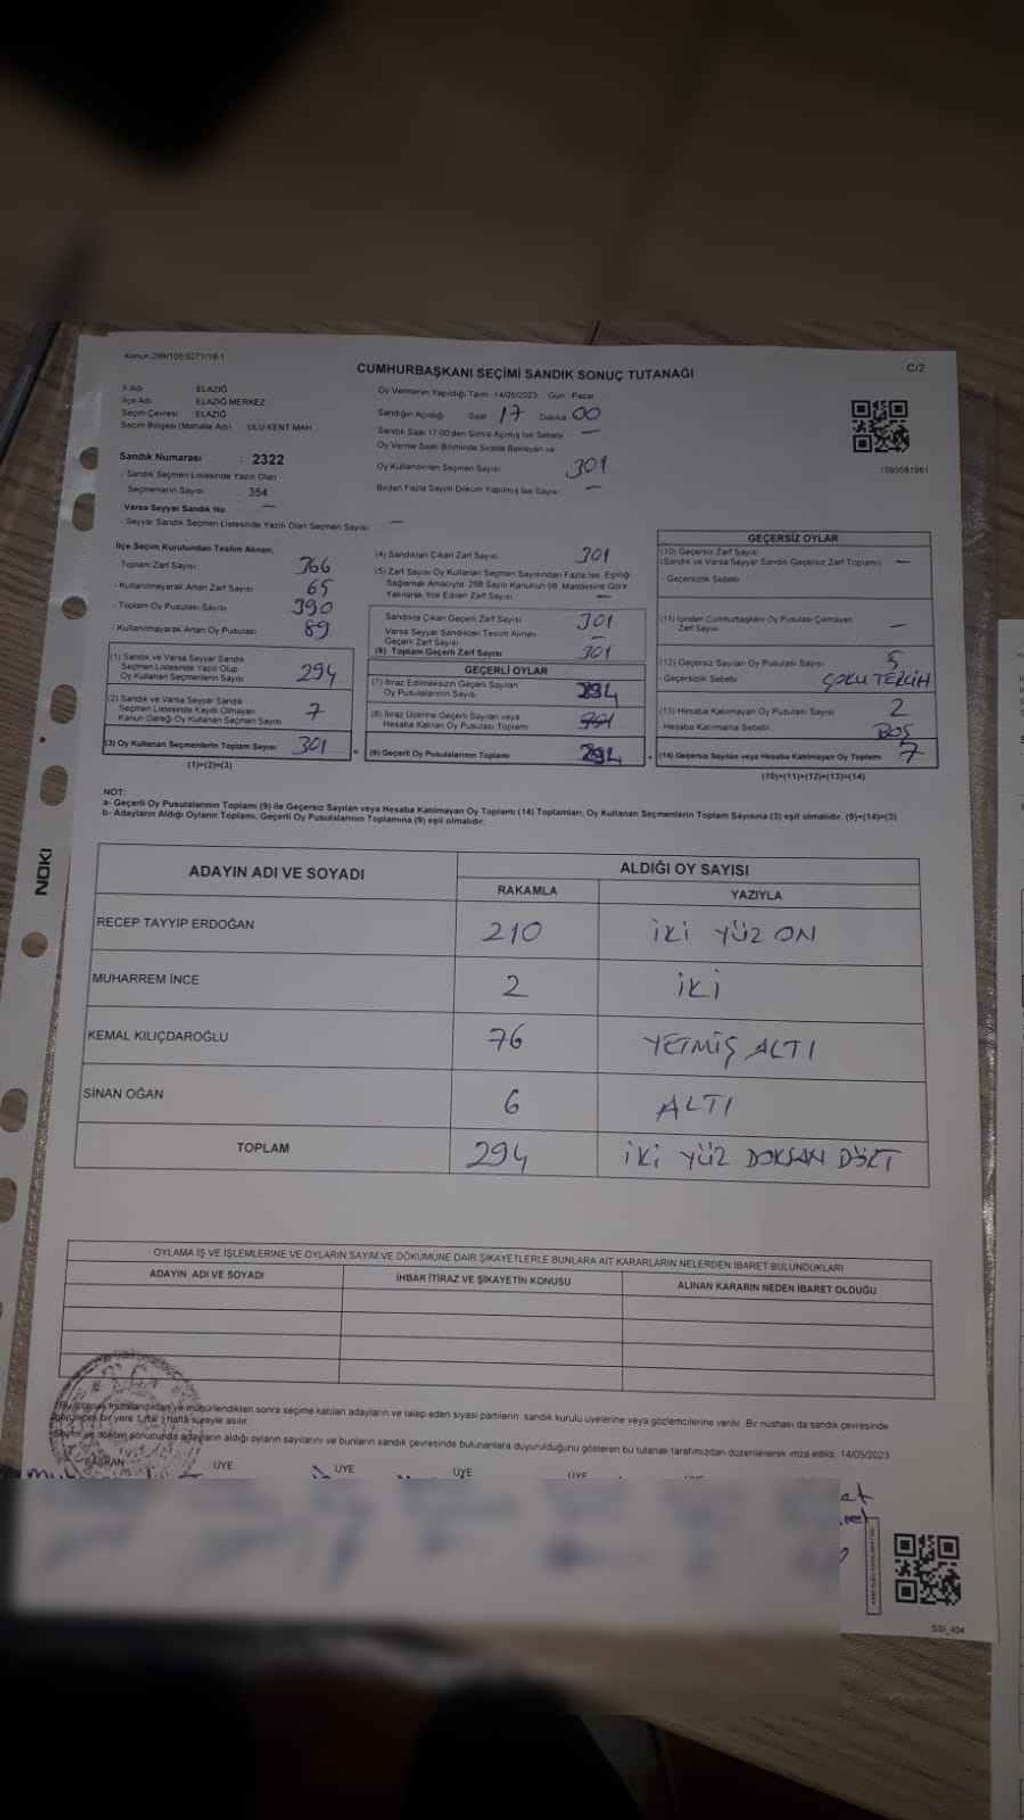 Kanun:298/105;6271/19-1
C/2
CUMHURBAŞKANI SEÇİMİ SANDIK SONUÇ TUTANAĞI
İl Adı : ELAZIĞ
İlçe Adı : ELAZIĞ MERKEZ
Seçim Çevresi : ELAZIĞ
Seçim Bölgesi (Mahalle Adı) : ULUKENT MAH.
Sandık Numarası : 2322
- Sandık Seçmen Listesinde Yazılı Olan
Seçmenlerin Sayısı : 354
Varsa Seyyar Sandık No —
- Seyyar Sandık Seçmen Listesinde Yazılı Olan Seçmen Sayısı —
Oy Vermenin Yapıldığı Tarih :14/05/2023 Gün :Pazar
Sandığın Açıldığı Saat 17 Dakika 00
Sandık Saat 17:00'den Sonra Açılmış İse Sebebi —
Oy Verme Saati Bitiminde Sırada Bekleyen ve
Oy Kullandırılan Seçmen Sayısı 301
Birden Fazla Sayım Döküm Yapılmış İse Sayısı —
İlçe Seçim Kurulundan Teslim Alınan;
- Toplam Zarf Sayısı 366
- Kullanılmayarak Artan Zarf Sayısı 65
- Toplam Oy Pusulası Sayısı 390
- Kullanılmayarak Artan Oy Pusulası 89
(1) Sandık ve Varsa Seyyar Sandık
Seçmen Listesinde Yazılı Olup
Oy Kullanan Seçmenlerin Sayısı 294
(2) Sandık ve Varsa Seyyar Sandık
Seçmen Listesinde Kayıtlı Olmayan
Kanun Gereği Oy Kullanan Seçmen Sayısı 7
(3) Oy Kullanan Seçmenlerin Toplam Sayısı 301
(1)+(2)=(3)
(4) Sandıktan Çıkan Zarf Sayısı 301
(5) Zarf Sayısı Oy Kullanan Seçmen Sayısından Fazla İse, Eşitliği
Sağlamak Amacıyla 298 Sayılı Kanunun 98. Maddesine Göre
Yakılarak Yok Edilen Zarf Sayısı —
Sandıkta Çıkan Geçerli Zarf Sayısı 301
Varsa Seyyar Sandıktan Teslim Alınan
Geçerli Zarf Sayısı —
(6) Toplam Geçerli Zarf Sayısı 301
GEÇERLİ OYLAR
(7) İtiraz Edilmeksizin Geçerli Sayılan
Oy Pusulalarının Sayısı 294
(8) İtiraz Üzerine Geçerli Sayılan veya
Hesaba Katılan Oy Pusulası Toplamı
(9) Geçerli Oy Pusulalarının Toplamı 294
GEÇERSİZ OYLAR
(10) Geçersiz Zarf Sayısı
(Sandık ve Varsa Seyyar Sandık Geçersiz Zarf Toplamı) —
- Geçersizlik Sebebi
(11) İçinden Cumhurbaşkanı Oy Pusulası Çıkmayan
Zarf Sayısı —
(12) Geçersiz Sayılan Oy Pusulası Sayısı 5
- Geçersizlik Sebebi ÇOKLU TERCİH
(13) Hesaba Katılmayan Oy Pusulası Sayısı 2
- Hesaba Katılmama Sebebi BOŞ
(14) Geçersiz Sayılan veya Hesaba Katılmayan Oy Toplamı 7
(10)+(11)+(12)+(13)=(14)
NOT:
a- Geçerli Oy Pusulalarının Toplamı (9) ile Geçersiz Sayılan veya Hesaba Katılmayan Oy Toplamı (14) Toplamları, Oy Kullanan Seçmenlerin Toplam Sayısına (3) eşit olmalıdır. (9)+(14)=(3)
b- Adayların Aldığı Oyların Toplamı, Geçerli Oy Pusulalarının Toplamına (9) eşit olmalıdır.
NOKI
ADAYIN ADI VE SOYADI
ALDIĞI OY SAYISI
RAKAMLA YAZIYLA
RECEP TAYYIP ERDOĞAN 210 İKİ YÜZ ON
MUHARREM İNCE 2 İKİ
KEMAL KILIÇDAROĞLU 76 YETMİŞ ALTI
SİNAN OĞAN 6 ALTI
TOPLAM 294 İKİ YÜZ DOKSAN DÖRT
OYLAMA İŞ VE İŞLEMLERİNE VE OYLARIN SAYIM VE DÖKÜMÜNE DAİR ŞİKAYETLERLE BUNLARA AİT KARARLARIN NELERDEN İBARET BULUNDUKLARI
ADAYIN ADI VE SOYADI İHBAR İTİRAZ VE ŞİKAYETİN KONUSU ALINAN KARARIN NEDEN İBARET OLDUĞU
sonra seçime katılan adayların ve talep eden siyasi partilerin sandık kurulu üyelerine veya gözlemcilerine verilir. Bir nüshası da sandık çevresinde
bir yere 1 (bir) hafta süreyle asılır.
Sayım ve döküm sonucunda adayların aldığı oyların sayılarını ve bunların sandık çevresinde bulunanlara duyurulduğunu gösteren bu tutanak tarafımızdan düzenlenerek imza edildi. 14/05/2023
BAŞKAN ÜYE ÜYE ÜYE ÜYE